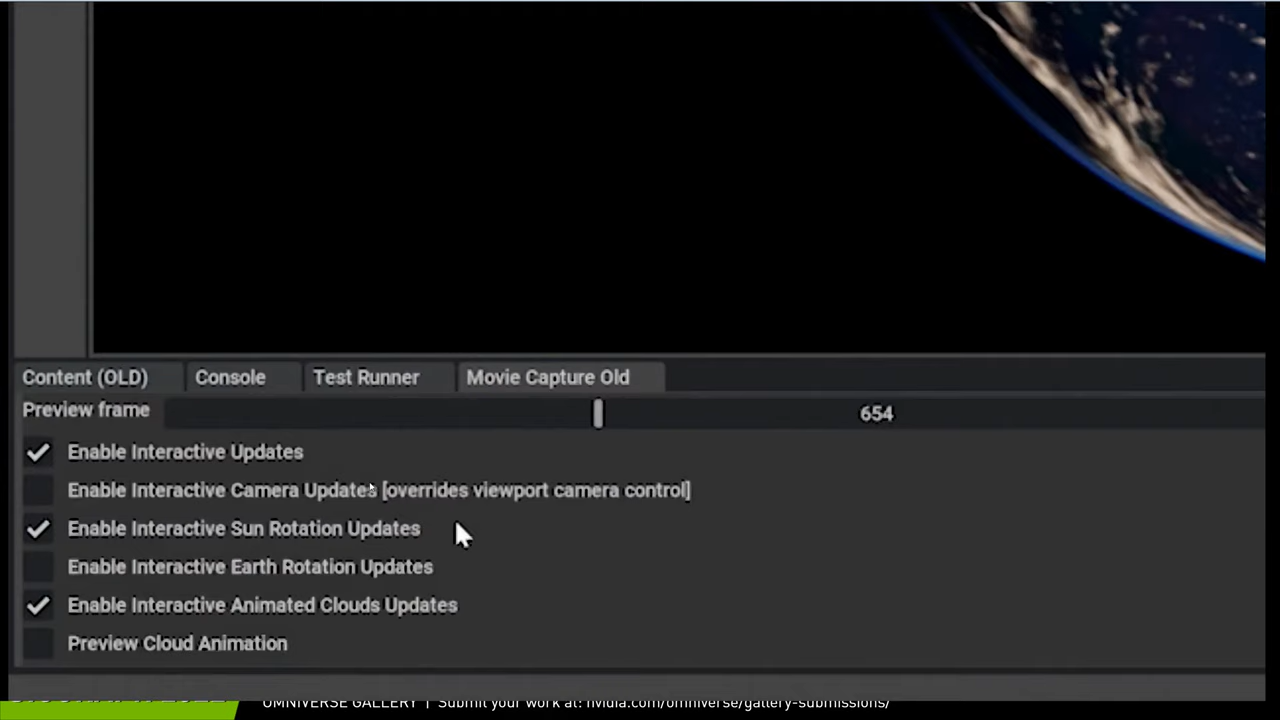 Content (OLD) Console Test Runner Movie Capture Old
Preview frame 654
Enable Interactive Updates
Enable Interactive Camera Updates [overrides viewport camera control]
Enable Interactive Sun Rotation Updates
Enable Interactive Earth Rotation Updates
Enable Interactive Animated Clouds Updates
Preview Cloud Animation
OMNIVERSE GALLERY | Submit your work at: nvidia.com/omniverse/gallery-submissions/